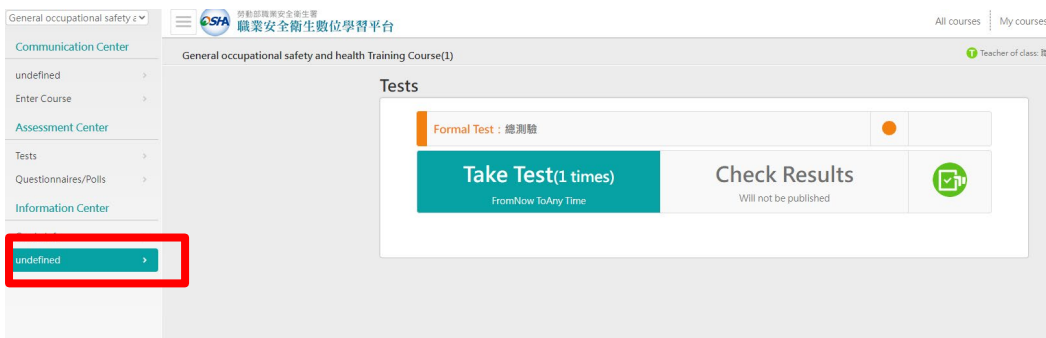 General occupational safety a
勞動部職業安全衛生署
OSHA 職業安全衛生數位學習平台
All courses
My courses
Communication Center
undefined
Enter Course
Assessment Center
Tests
Questionnaires/Polls
Information Center
undefined
General occupational safety and health Training Course(1)
T Teacher of class:
Tests
Formal Test：總測驗
Take Test(1 times)
FromNow ToAny Time
Check Results
Will not be published